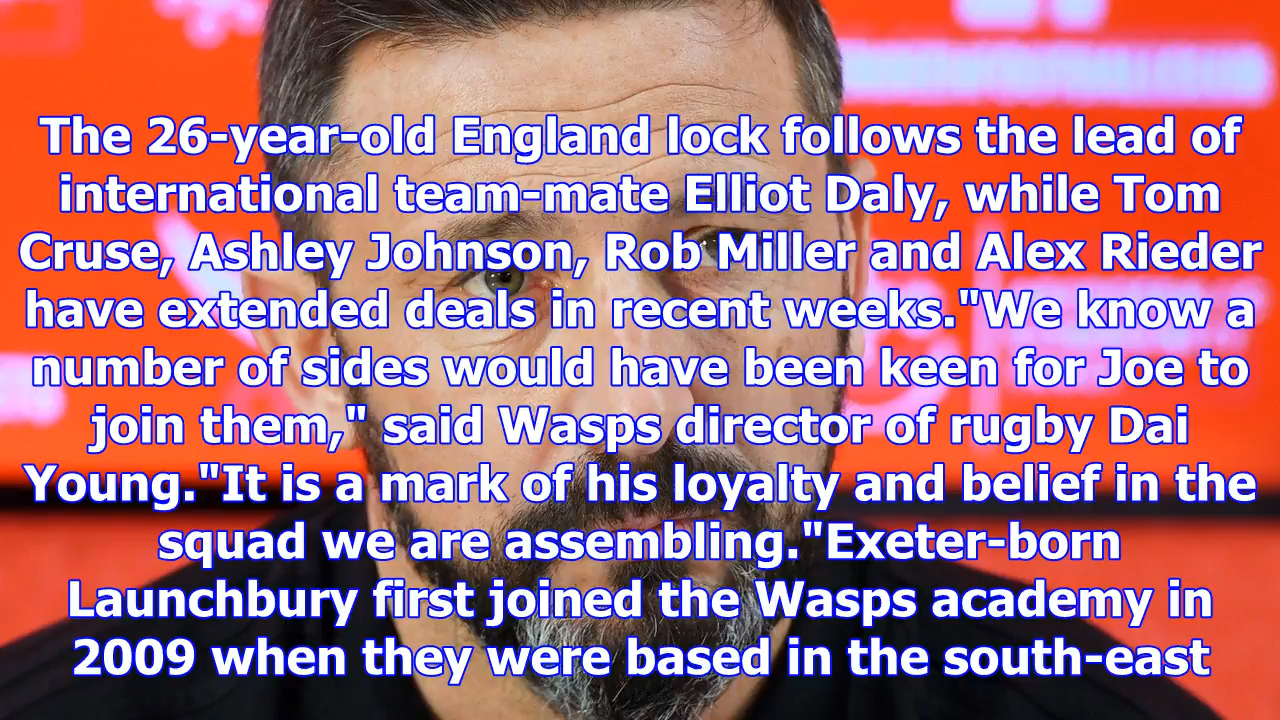 The 26-year-old England lock follows the lead of
international team-mate Elliot Daly, while Tom
Cruse, Ashley Johnson, Rob Miller and Alex Rieder
have extended deals in recent weeks."We know a
number of sides would have been keen for Joe to
join them," said Wasps director of rugby Dai
Young."It is a mark of his loyalty and belief in the
squad we are assembling."Exeter-born
Launchbury first joined the Wasps academy in
2009 when they were based in the south-east